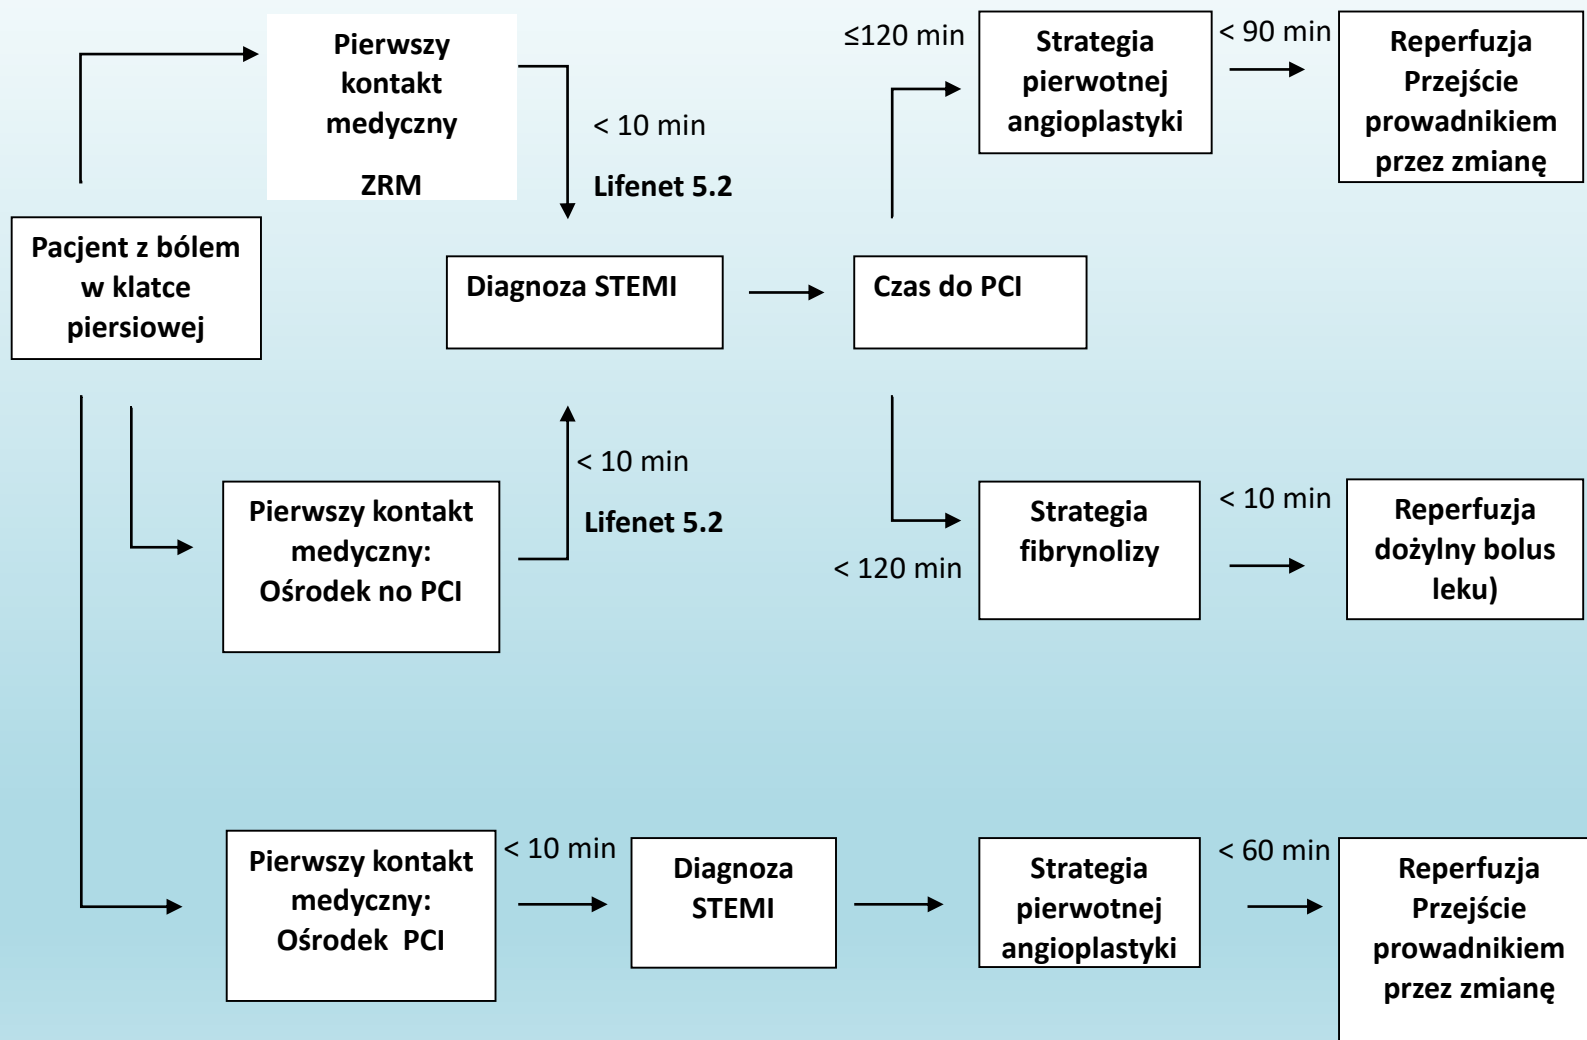 Pierwszy
kontakt
medyczny
ZRM
< 10 min
Lifenet 5.2
≤120 min
Strategia
pierwotnej
angioplastyki
< 90 min
Reperfuzja
Przejście
prowadnikiem
przez zmianę
Pacjent z bólem
w klatce
piersiowej
Diagnoza STEMI
Czas do PCI
< 10 min
Lifenet 5.2
Pierwszy kontakt
medyczny:
Ośrodek no PCI
< 120 min
Strategia
fibrynolizy
< 10 min
Reperfuzja
dożylny bolus
leku)
Pierwszy kontakt
medyczny:
Ośrodek PCI
< 10 min
Diagnoza
STEMI
Strategia
pierwotnej
angioplastyki
< 60 min
Reperfuzja
Przejście
prowadnikiem
przez zmianę